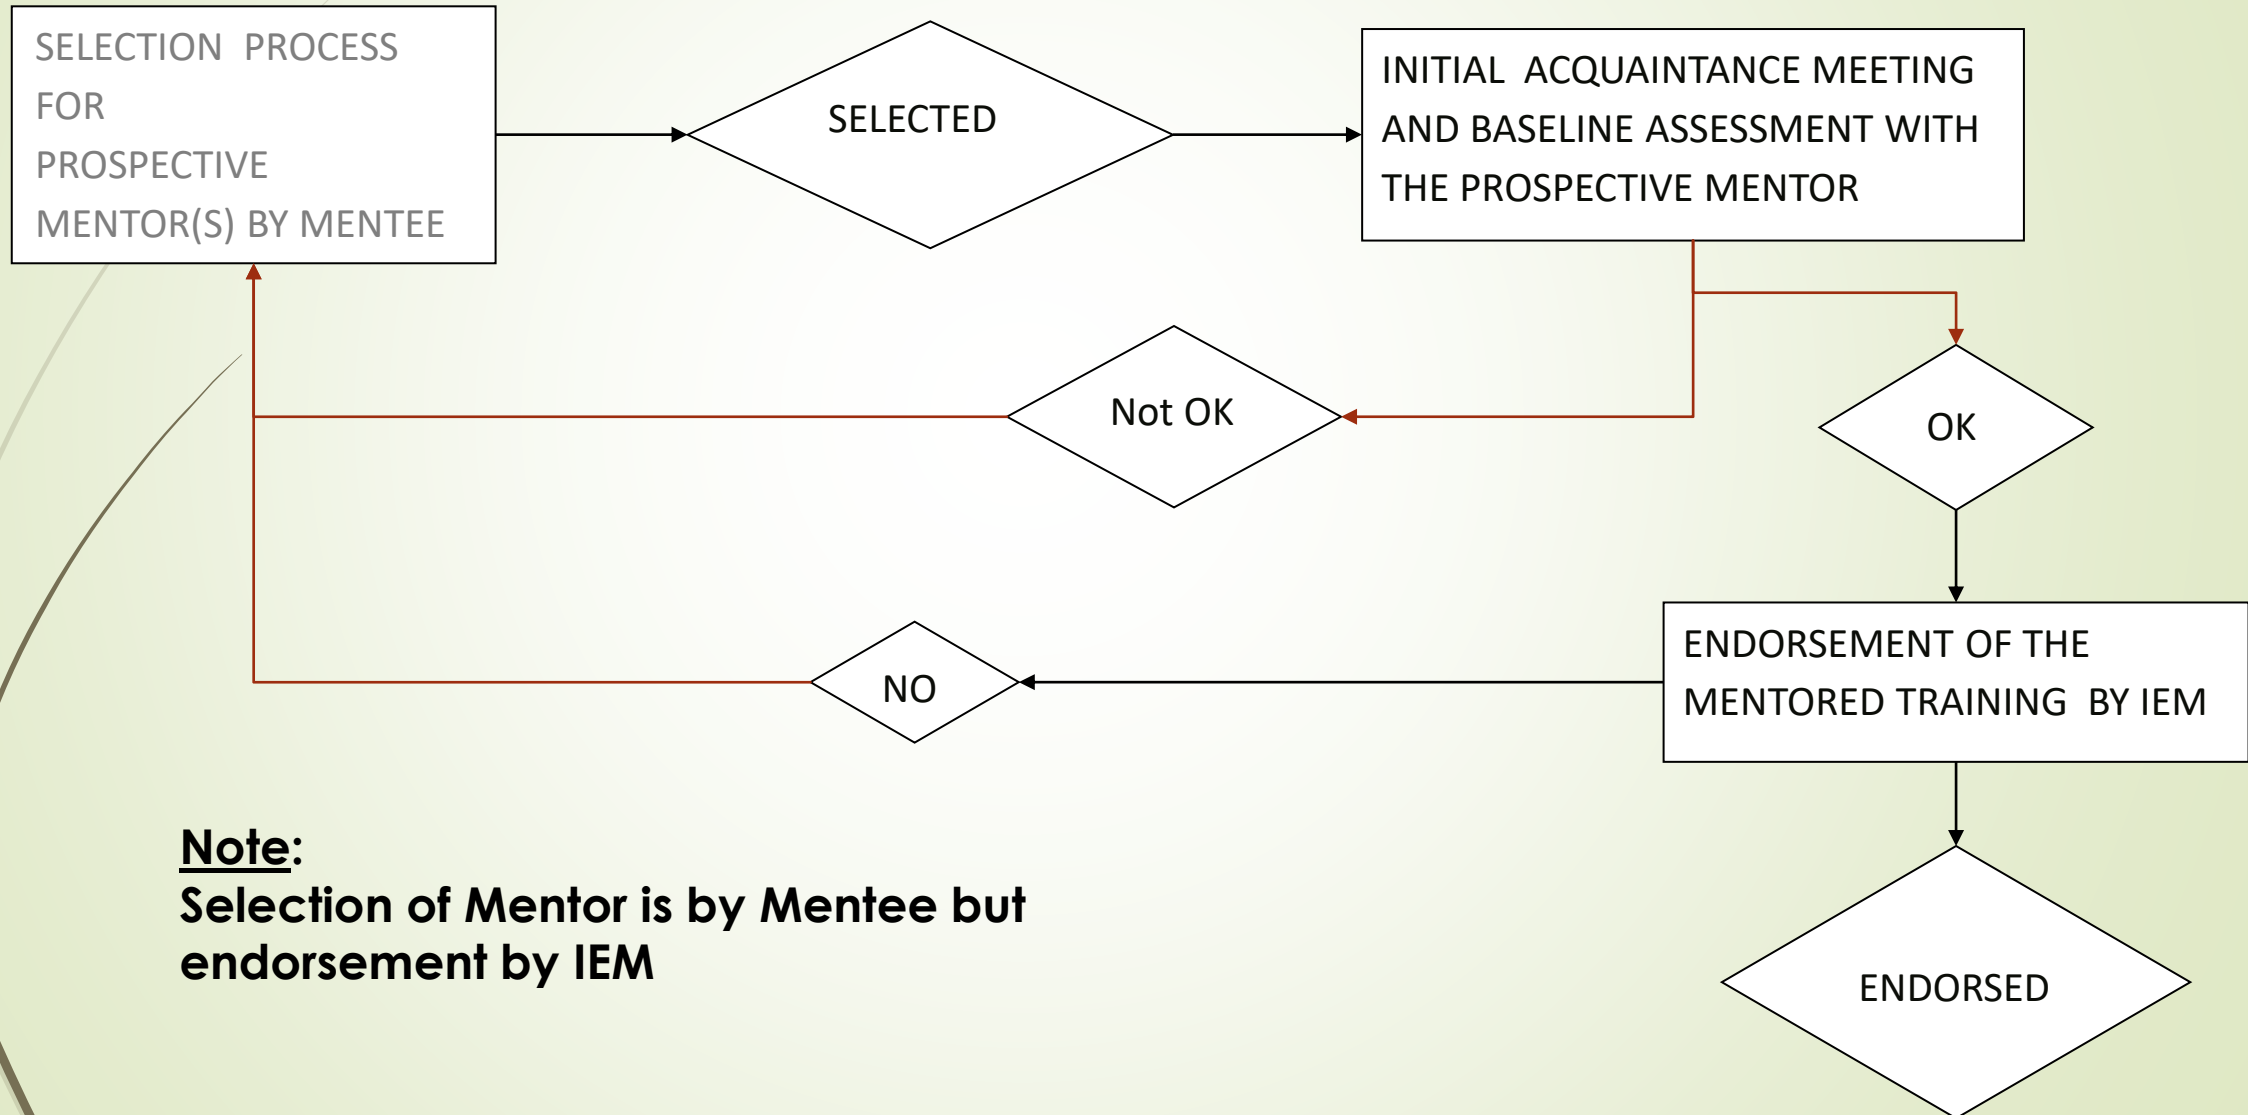 SELECTION PROCESS
FOR
PROSPECTIVE
MENTOR(S) BY MENTEE
SELECTED
INITIAL ACQUAINTANCE MEETING
AND BASELINE ASSESSMENT WITH
THE PROSPECTIVE MENTOR
Not OK
OK
NO
ENDORSEMENT OF THE
MENTORED TRAINING BY IEM
Note:
Selection of Mentor is by Mentee but
endorsement by IEM
ENDORSED